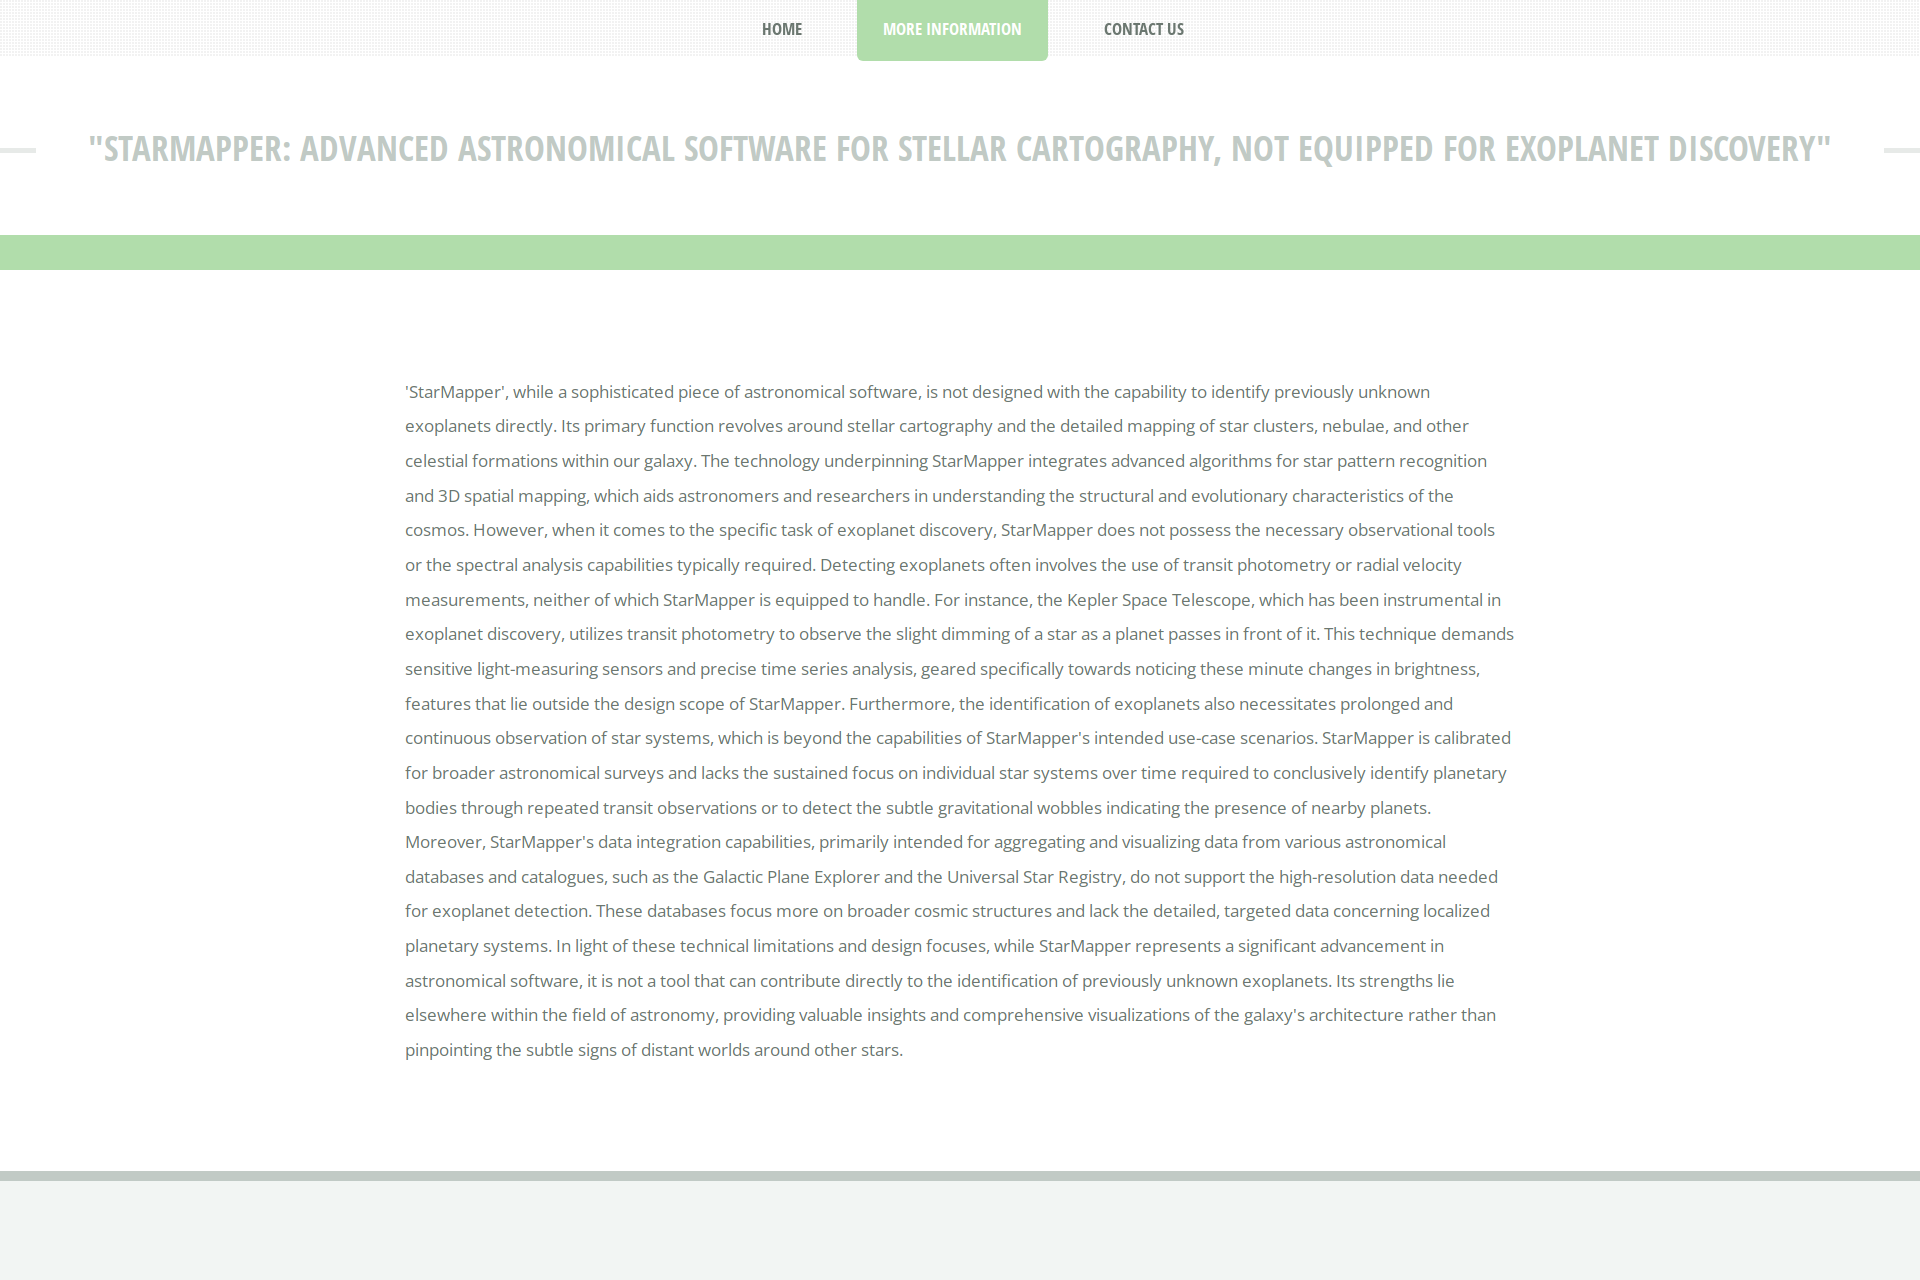 HOME
MORE INFORMATION
CONTACT US
"STARMAPPER: ADVANCED ASTRONOMICAL SOFTWARE FOR STELLAR CARTOGRAPHY, NOT EQUIPPED FOR EXOPLANET DISCOVERY"
'StarMapper', while a sophisticated piece of astronomical software, is not designed with the capability to identify previously unknown
exoplanets directly. Its primary function revolves around stellar cartography and the detailed mapping of star clusters, nebulae, and other
celestial formations within our galaxy. The technology underpinning StarMapper integrates advanced algorithms for star pattern recognition
and 3D spatial mapping, which aids astronomers and researchers in understanding the structural and evolutionary characteristics of the
cosmos. However, when it comes to the specific task of exoplanet discovery, StarMapper does not possess the necessary observational tools
or the spectral analysis capabilities typically required. Detecting exoplanets often involves the use of transit photometry or radial velocity
measurements, neither of which StarMapper is equipped to handle. For instance, the Kepler Space Telescope, which has been instrumental in
exoplanet discovery, utilizes transit photometry to observe the slight dimming of a star as a planet passes in front of it. This technique demands
sensitive light-measuring sensors and precise time series analysis, geared specifically towards noticing these minute changes in brightness,
features that lie outside the design scope of StarMapper. Furthermore, the identification of exoplanets also necessitates prolonged and
continuous observation of star systems, which is beyond the capabilities of StarMapper's intended use-case scenarios. StarMapper is calibrated
for broader astronomical surveys and lacks the sustained focus on individual star systems over time required to conclusively identify planetary
bodies through repeated transit observations or to detect the subtle gravitational wobbles indicating the presence of nearby planets.
Moreover, StarMapper's data integration capabilities, primarily intended for aggregating and visualizing data from various astronomical
databases and catalogues, such as the Galactic Plane Explorer and the Universal Star Registry, do not support the high-resolution data needed
for exoplanet detection. These databases focus more on broader cosmic structures and lack the detailed, targeted data concerning localized
planetary systems. In light of these technical limitations and design focuses, while StarMapper represents a significant advancement in
astronomical software, it is not a tool that can contribute directly to the identification of previously unknown exoplanets. Its strengths lie
elsewhere within the field of astronomy, providing valuable insights and comprehensive visualizations of the galaxy's architecture rather than
pinpointing the subtle signs of distant worlds around other stars.